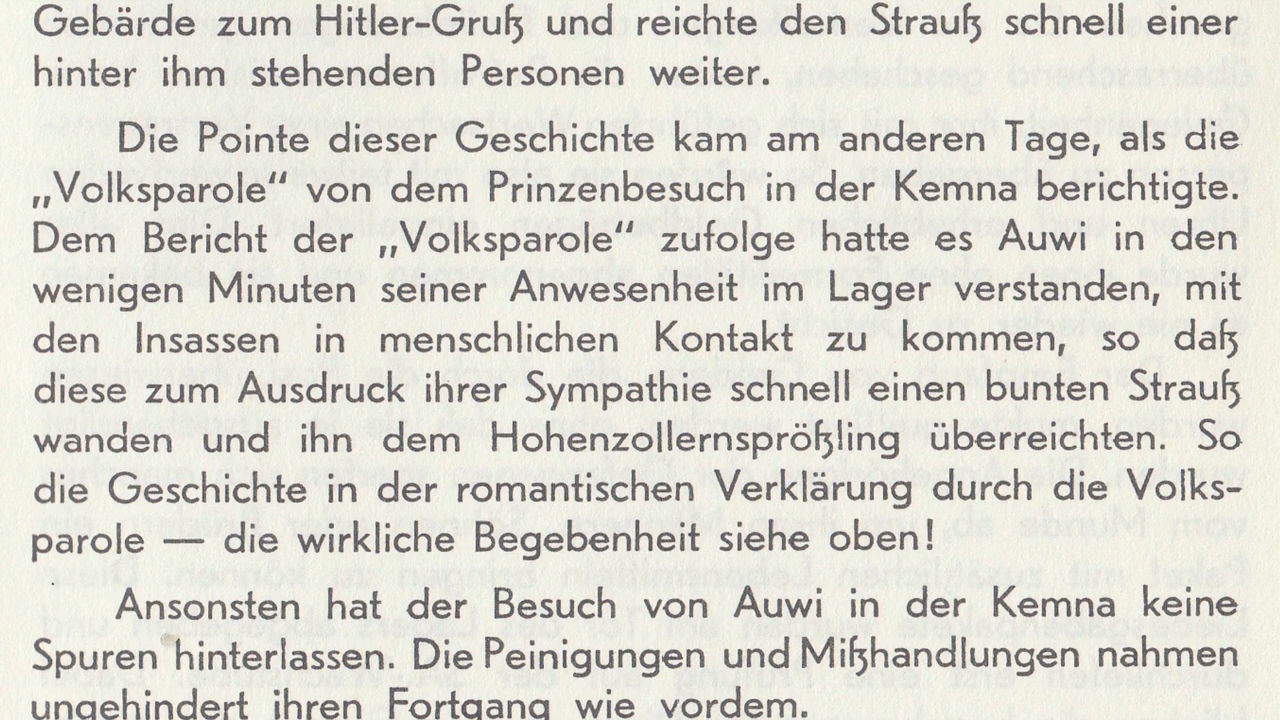 Gebärde zum Hitler-Gruß und reichte den Strauß schnell einer
hinter ihm stehenden Personen weiter.
Die Pointe dieser Geschichte kam am anderen Tage, als die
„Volksparole“ von dem Prinzenbesuch in der Kemna berichtigte.
Dem Bericht der „Volksparole“ zufolge hatte es Auwi in den
wenigen Minuten seiner Anwesenheit im Lager verstanden, mit
den Insassen in menschlichen Kontakt zu kommen, so daß
diese zum Ausdruck ihrer Sympathie schnell einen bunten Strauß
wanden und ihn dem Hohenzollernsprößling überreichten. So
die Geschichte in der romantischen Verklärung durch die Volks-
parole — die wirkliche Begebenheit siehe oben!
Ansonsten hat der Besuch von Auwi in der Kemna keine
Spuren hinterlassen. Die Peinigungen und Mißhandlungen nahmen
ungehindert ihren Fortgang wie vordem.